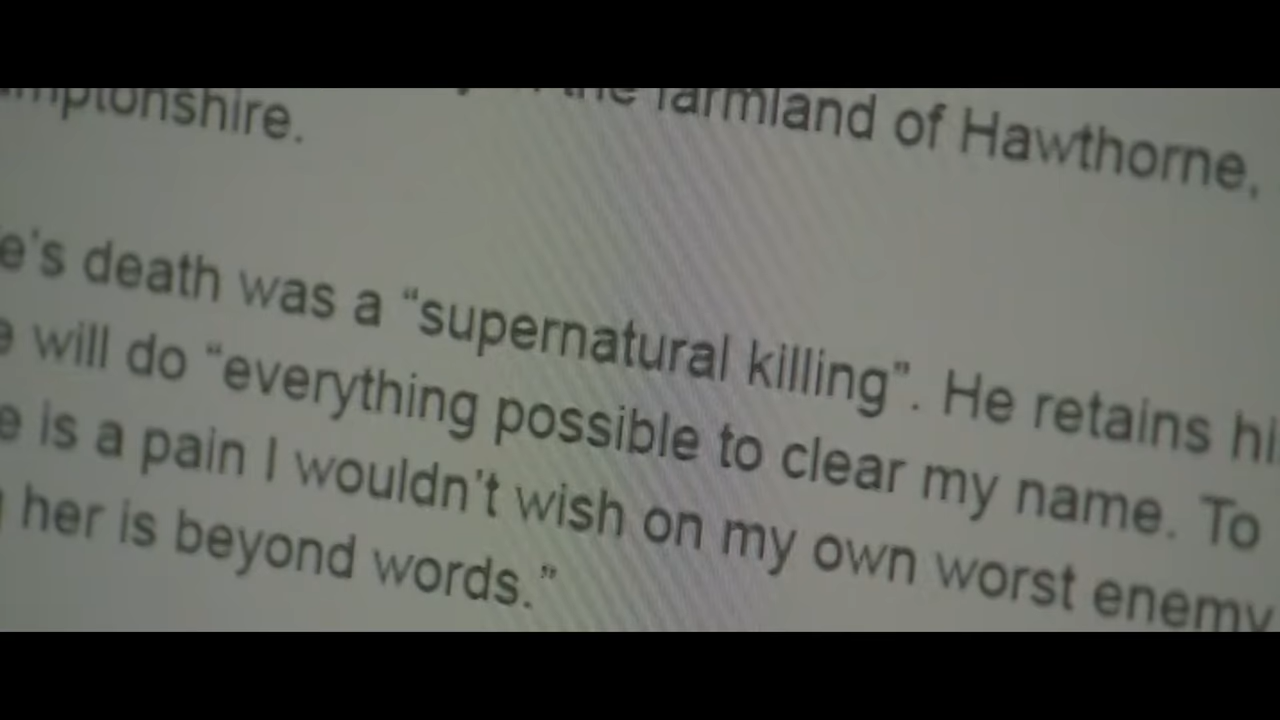 the farmland of Hawthorne,
mptonshire.
e's death was a “supernatural killing”. He retains hi
will do “everything possible to clear my name. To
e is a pain I wouldn't wish on my own worst enemy
her is beyond words.”